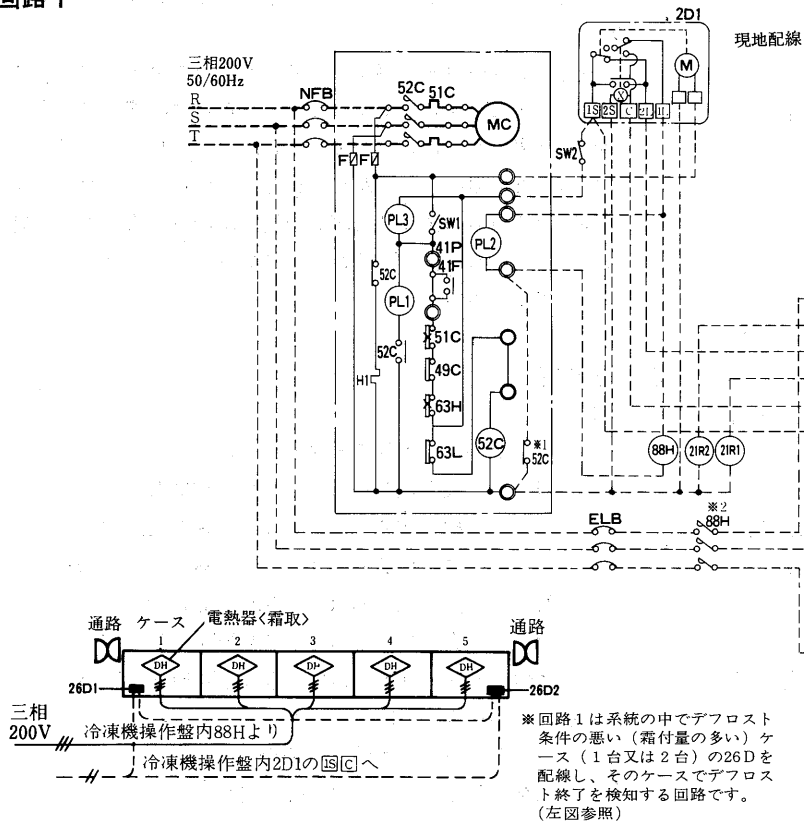 回路1
2D1
現地配線
三相200V
50/60Hz
R
S
T
NFB
52C
51C
MC
M
X
1S
2S
C
2L
1L
F
F
SW2
PL3
SW1
PL2
41P
41F
52C
PL1
51C
52C
49C
H1
63H
63L
52C
※1
52C
88H
21R2
21R1
※2
88H
ELB
通路
ケース
電熱器<霜取>
通路
1
2
3
4
5
DH
DH
DH
DH
DH
26D1
26D2
三相
200V
冷凍機操作盤内88Hより
冷凍機操作盤内2D1の1S Cへ
※回路1は系統の中でデフロスト
条件の悪い(霜付量の多い)ケ
ース(1台又は2台)の26Dを
配線し、そのケースでデフロス
ト終了を検知する回路です。
(左図参照)